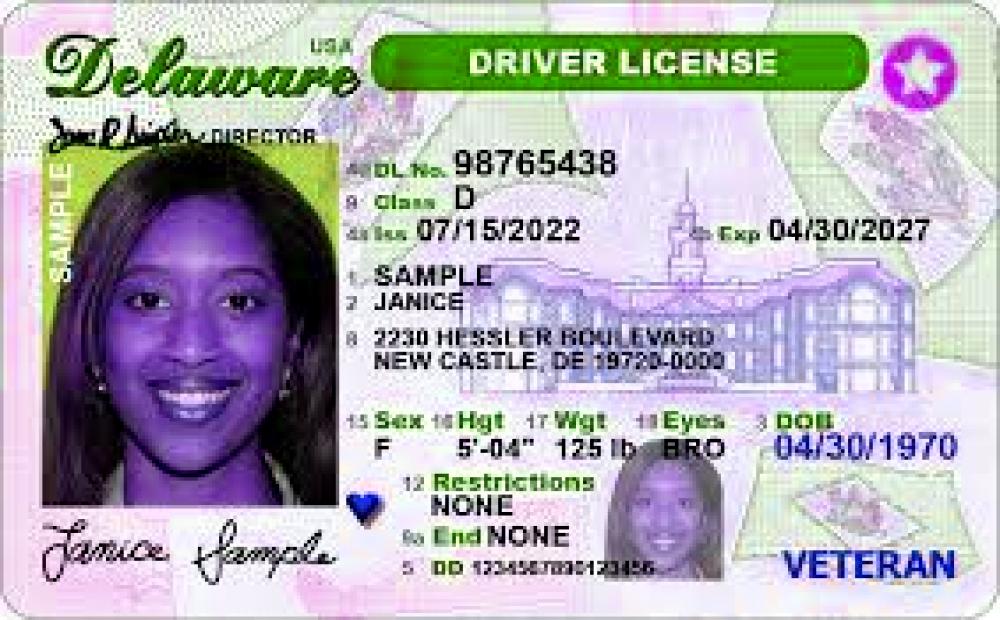 Delaware
USA
DRIVER LICENSE
DIRECTOR
SAMPLE
4d DL No. 98765438
9 Class D
4a Iss 07/15/2022
4b Exp 04/30/2027
1 SAMPLE
2 JANICE
8 2230 HESSLER BOULEVARD
NEW CASTLE, DE 19720-0000
15 Sex 16 Hgt 17 Wgt 18 Eyes 3 DOB
F 5'-04" 125 lb BRO 04/30/1970
12 Restrictions
NONE
9a End NONE
5 DD 1234567890123456
Janice Sample
VETERAN